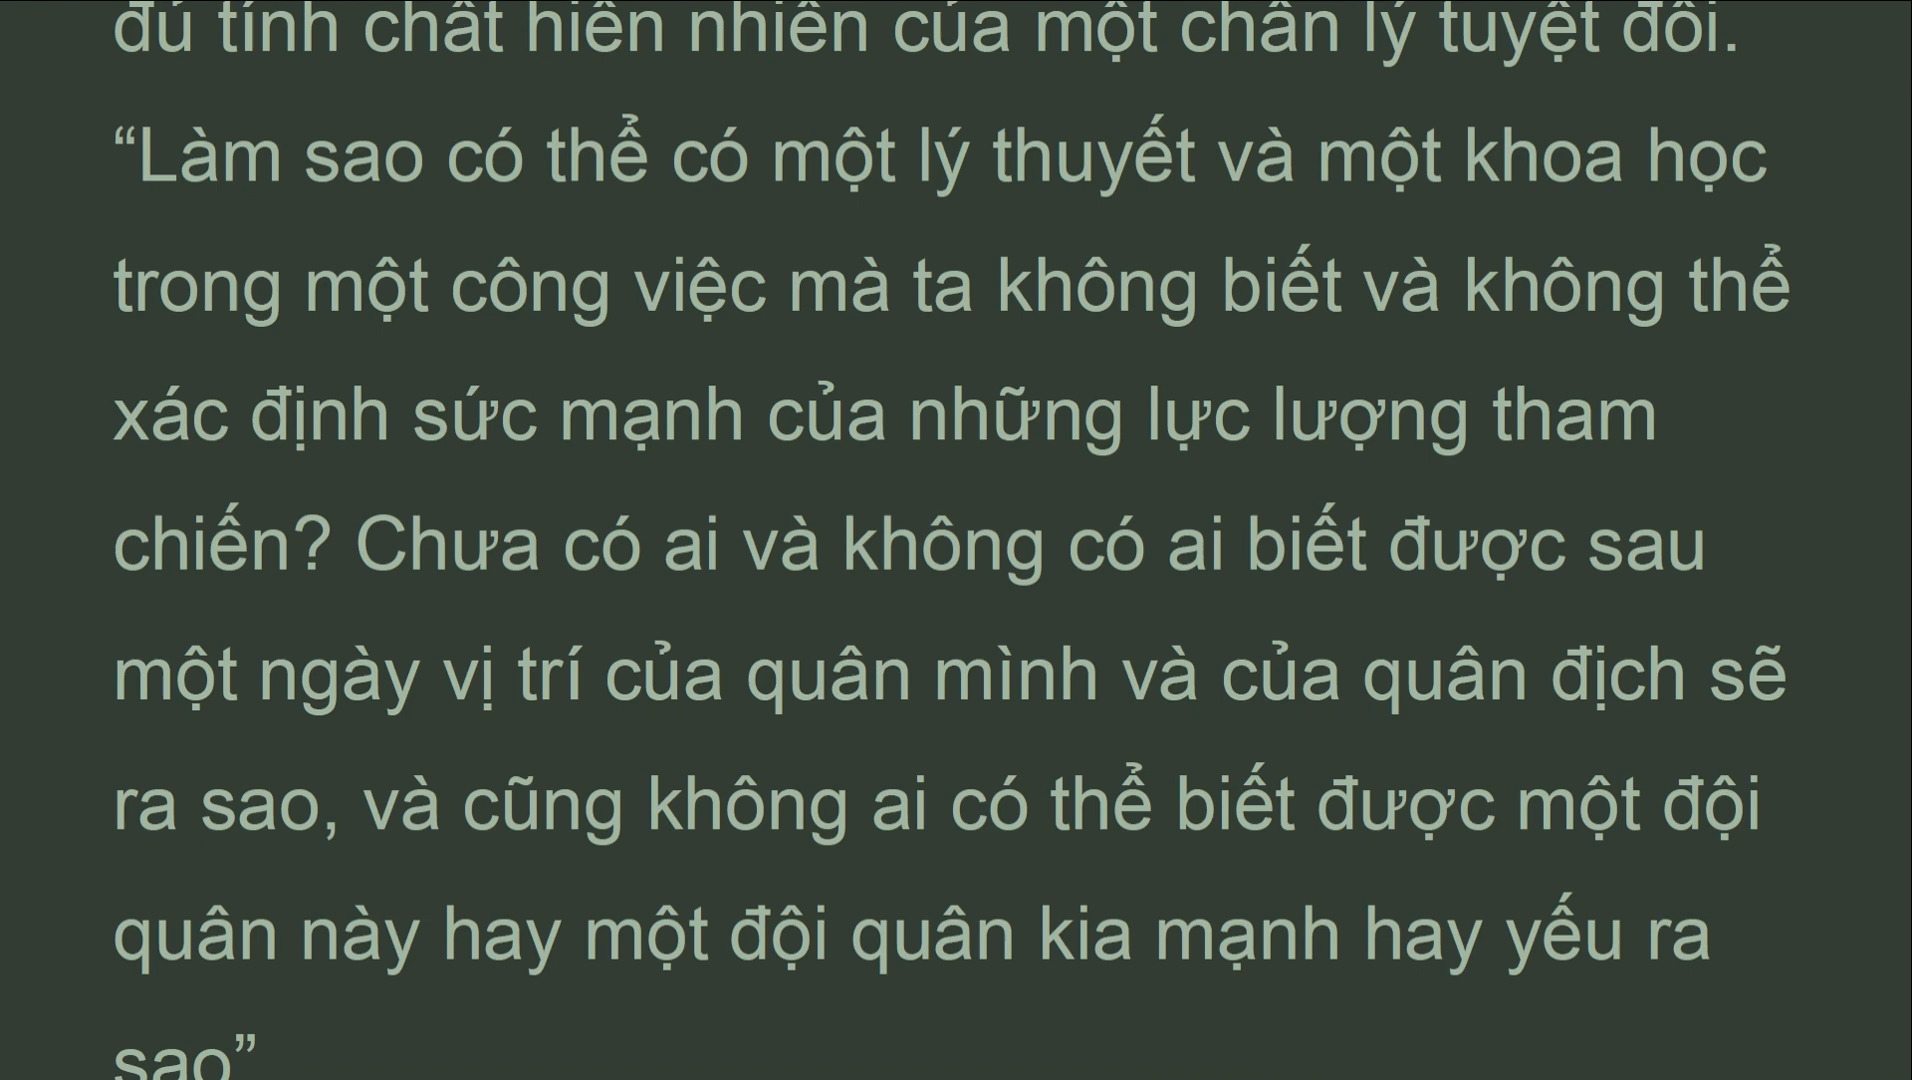 đủ tính chất hiển nhiên của một chân lý tuyệt đối.
“Làm sao có thể có một lý thuyết và một khoa học
trong một công việc mà ta không biết và không thể
xác định sức mạnh của những lực lượng tham
chiến? Chưa có ai và không có ai biết được sau
một ngày vị trí của quân mình và của quân địch sẽ
ra sao, và cũng không ai có thể biết được một đội
quân này hay một đội quân kia mạnh hay yếu ra
sao”